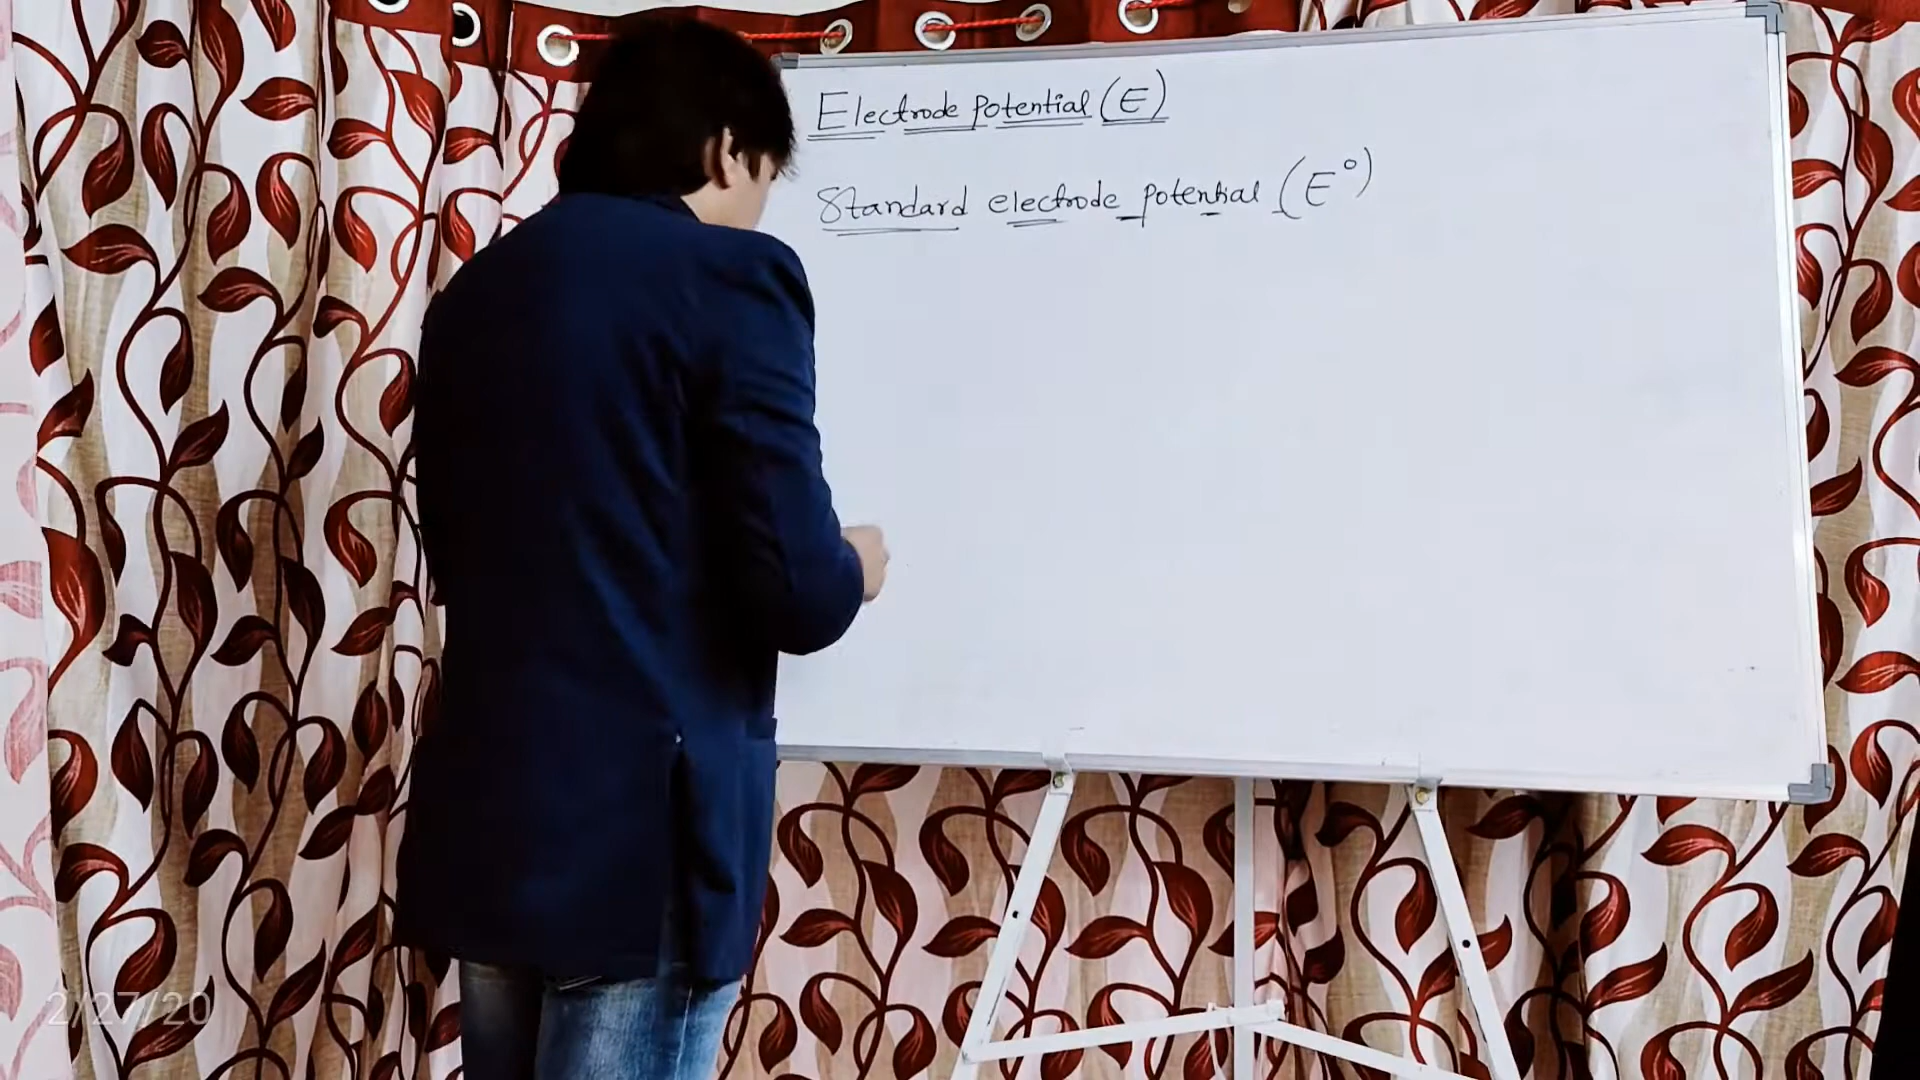 Electrode potential (E)
Standard electrode potential (E°)
2/27/20